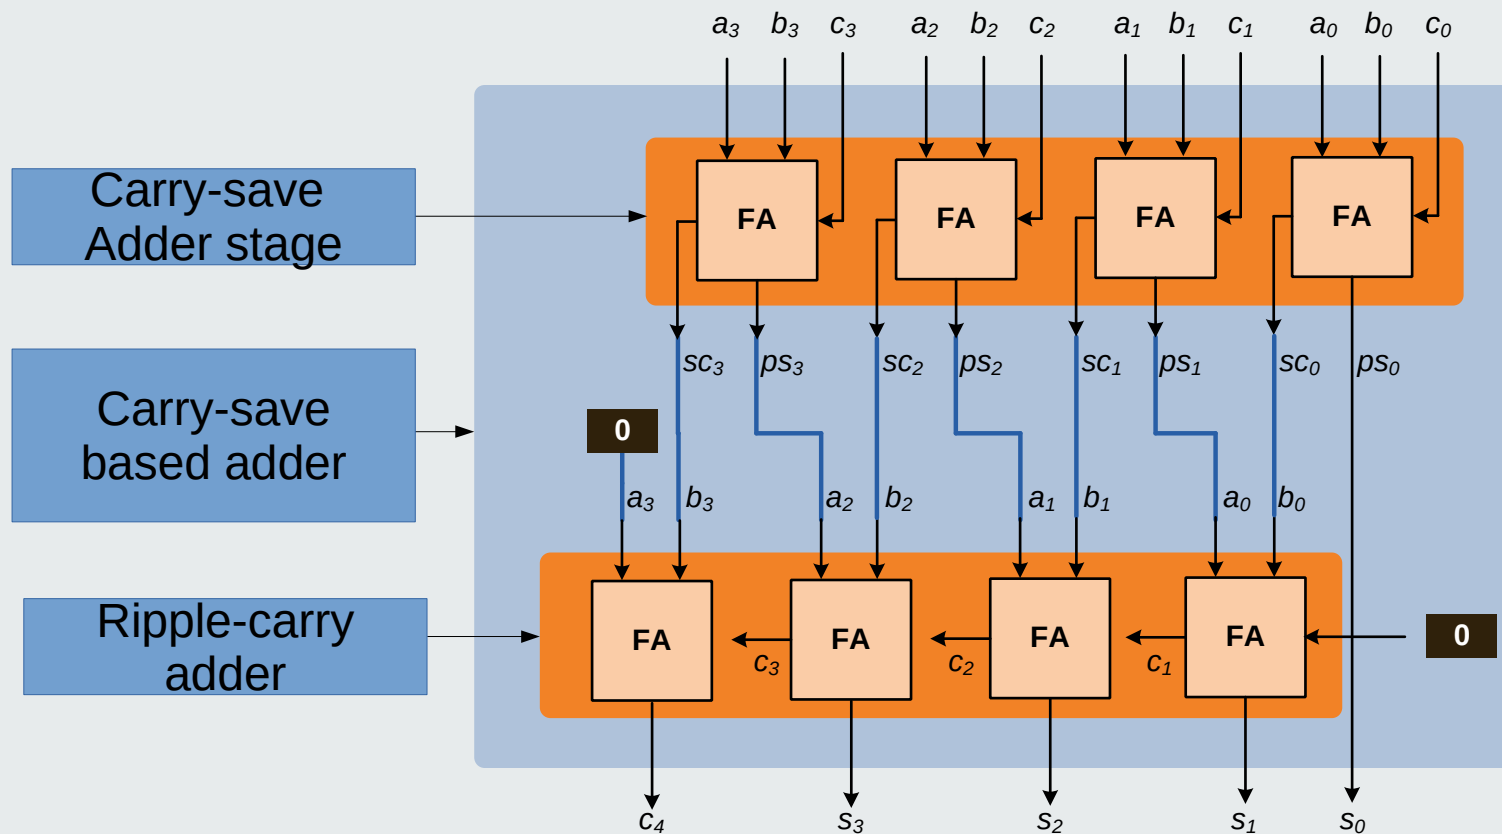 a3 b3 c3 a2 b2 c2 a1 b1 c1 a0 b0 c0
Carry-save
Adder stage
FA FA FA FA
sc3 ps3 sc2 ps2 sc1 ps1 sc0 ps0
Carry-save
based adder
0
a3 b3 a2 b2 a1 b1 a0 b0
Ripple-carry
adder
FA FA FA FA 0
c3 c2 c1
c4 s3 s2 s1 s0